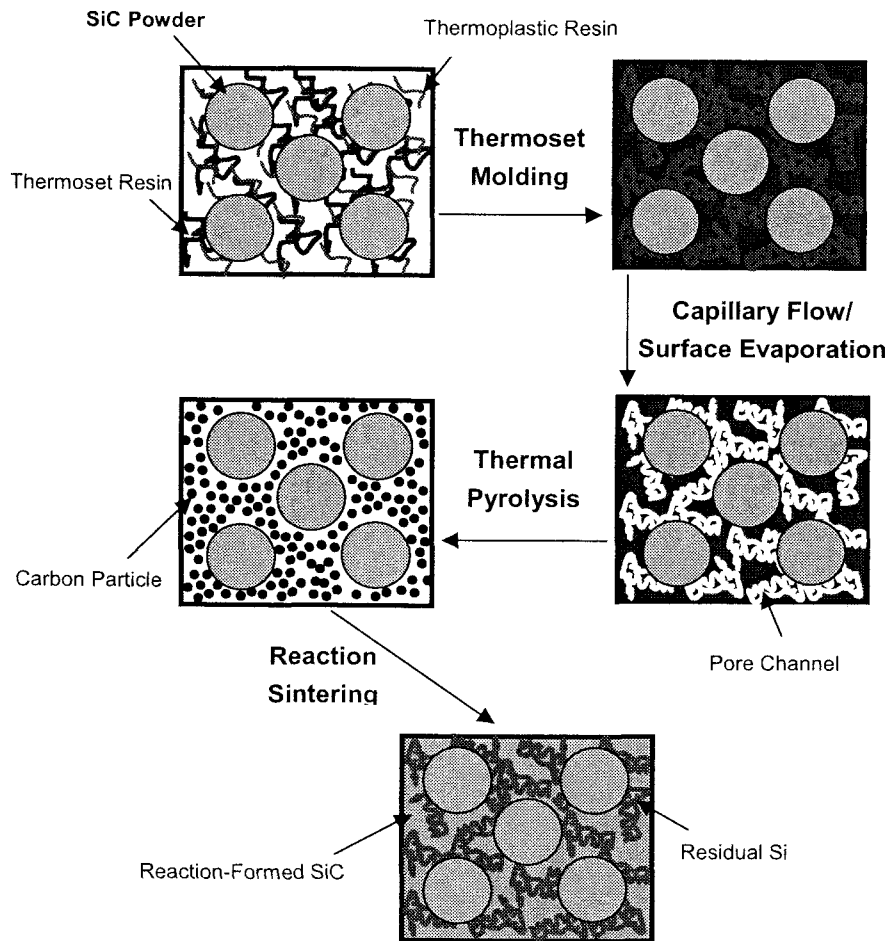 SiC Powder
Thermoplastic Resin
Thermoset
Molding
Thermoset Resin
Capillary Flow/
Surface Evaporation
Thermal
Pyrolysis
Carbon Particle
Pore Channel
Reaction
Sintering
Reaction-Formed SiC
Residual Si